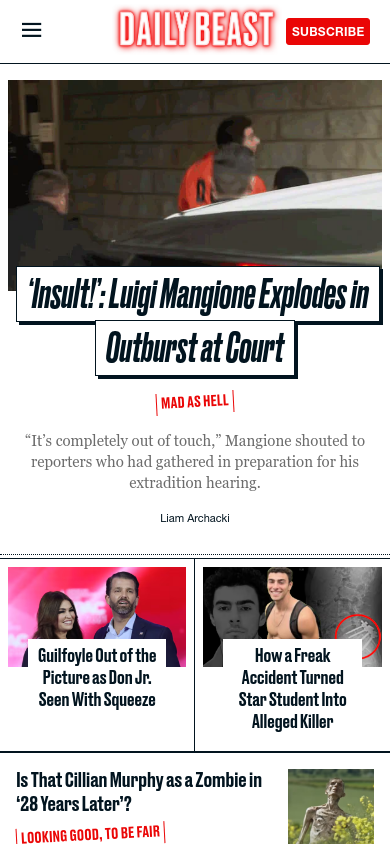 DAILY BEAST
SUBSCRIBE
‘Insult!’: Luigi Mangione Explodes in
Outburst at Court
MAD AS HELL
“It’s completely out of touch,” Mangione shouted to
reporters who had gathered in preparation for his
extradition hearing.
Liam Archacki
Guilfoyle Out of the
Picture as Don Jr.
Seen With Squeeze
How a Freak
Accident Turned
Star Student Into
Alleged Killer
Is That Cillian Murphy as a Zombie in
‘28 Years Later’?
LOOKING GOOD, TO BE FAIR